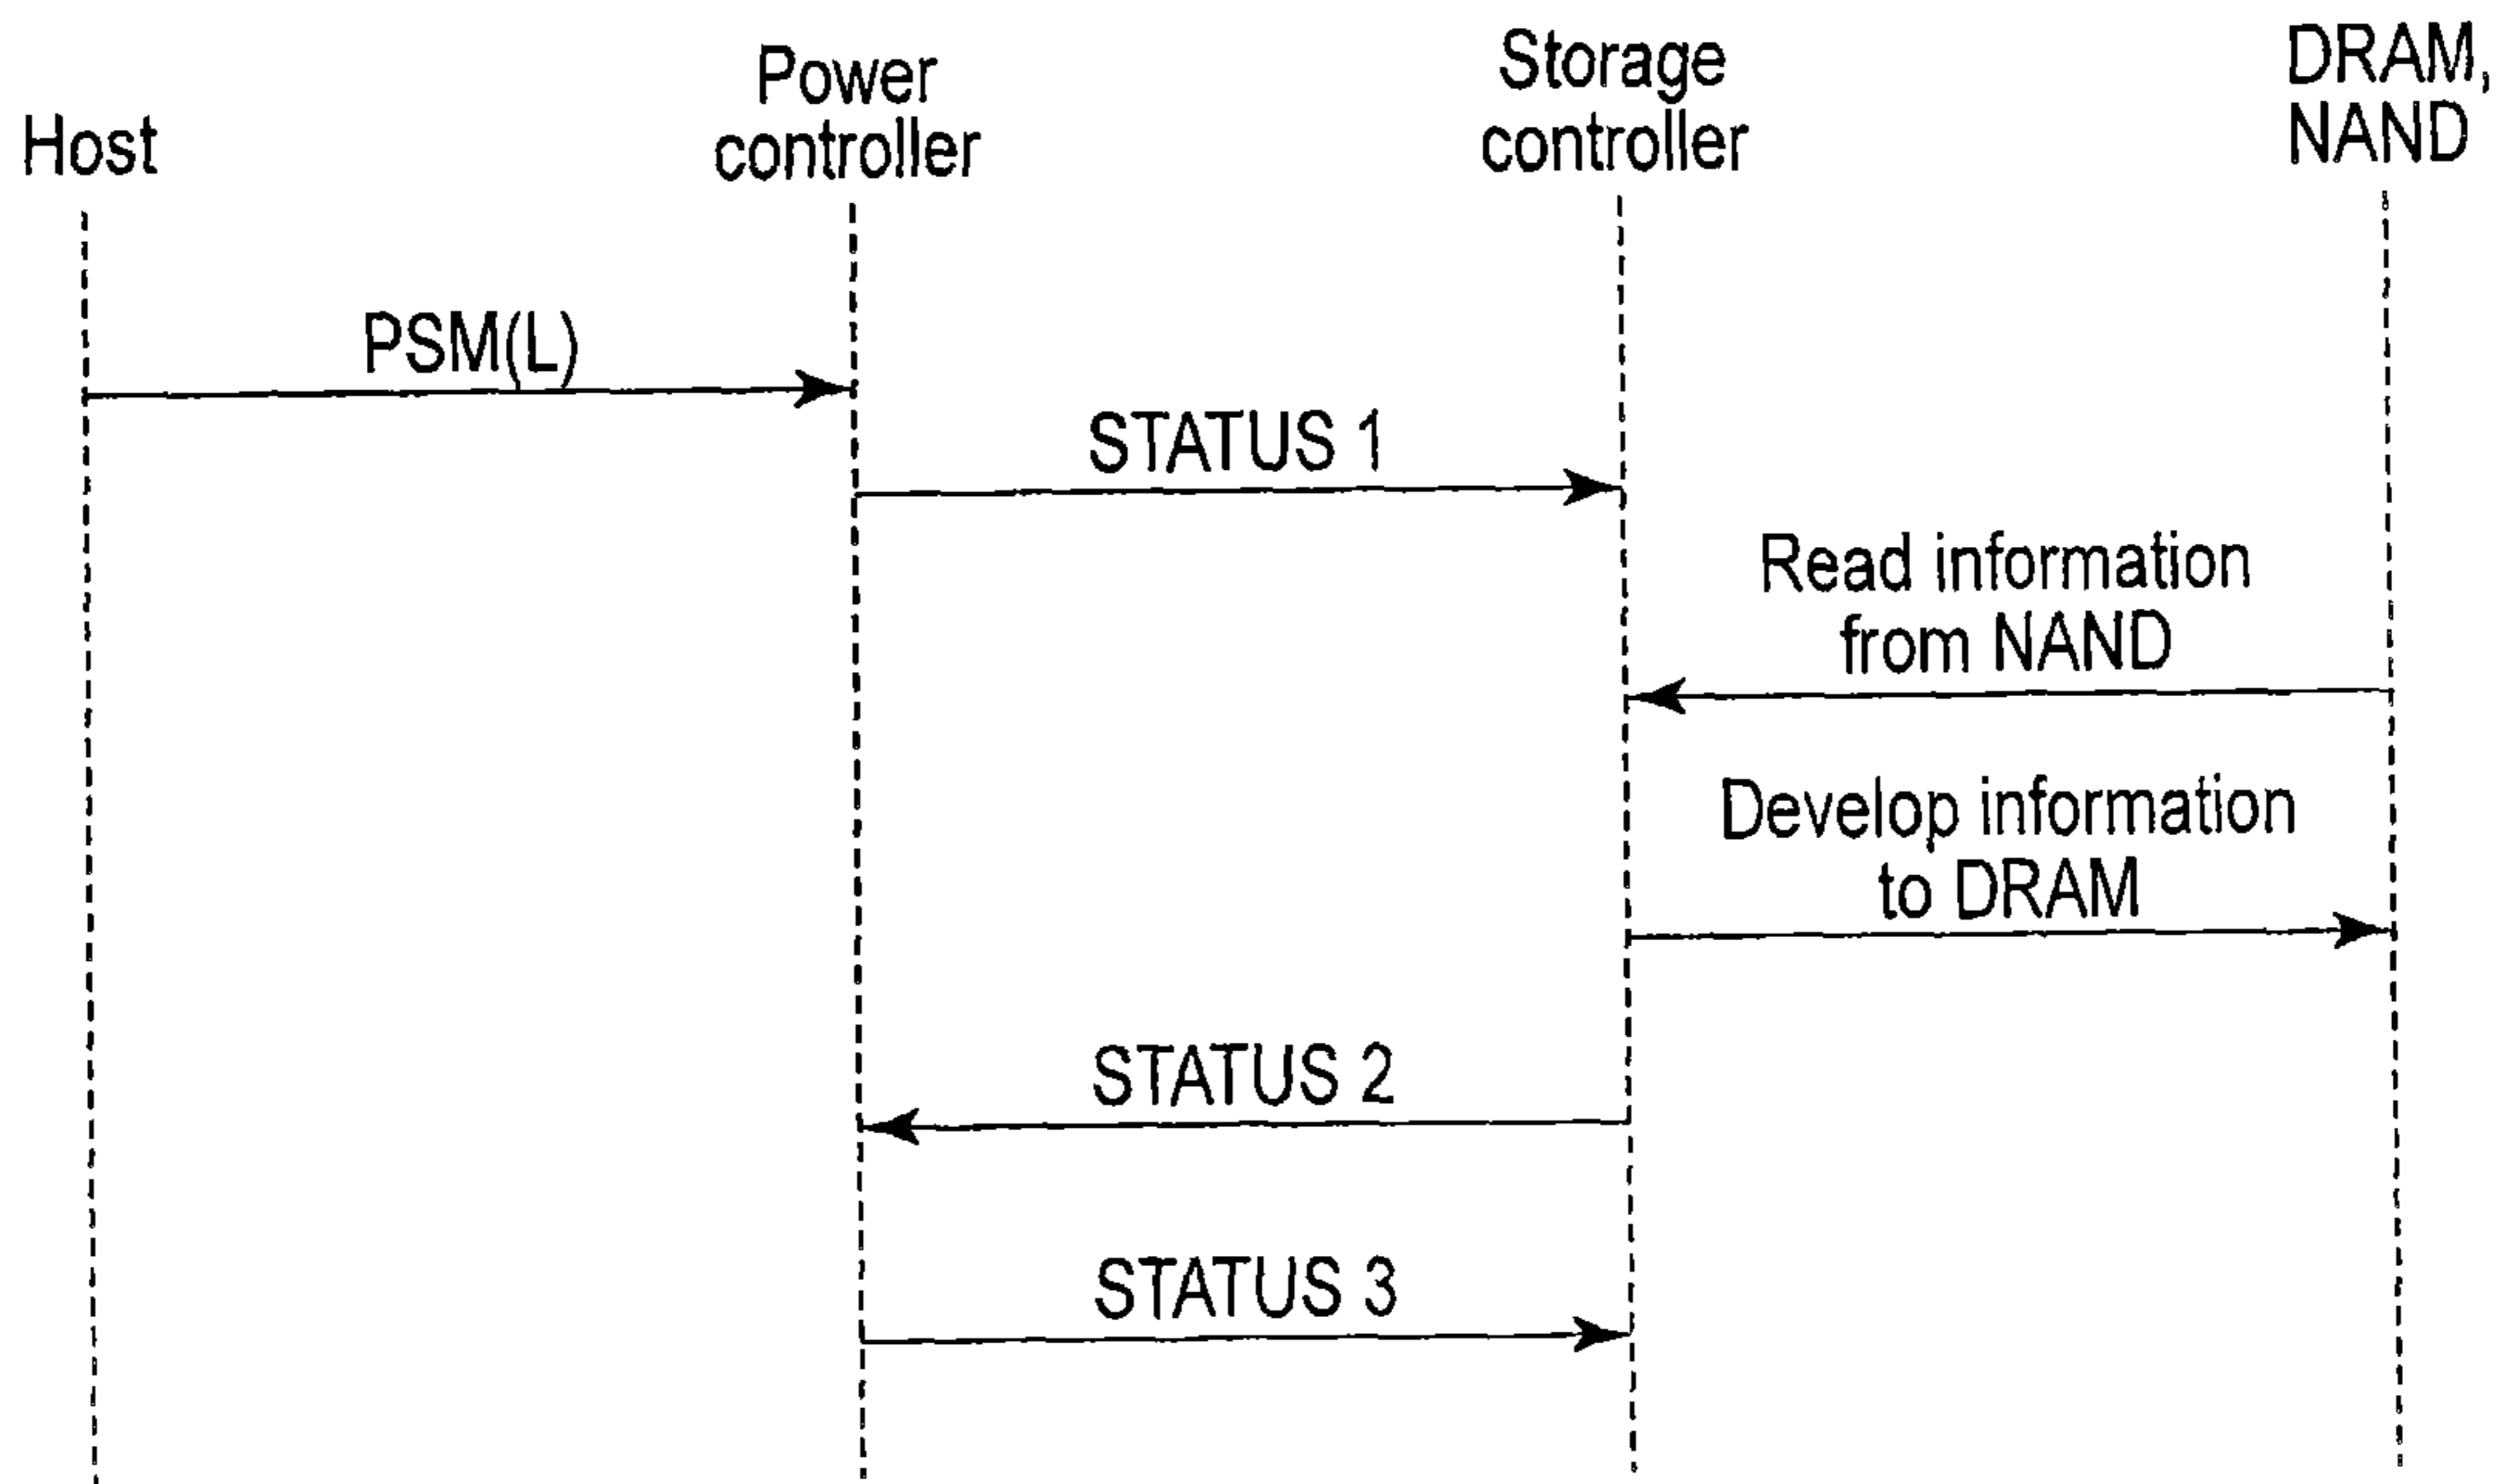 Host
Power
controller
Storage
controller
DRAM,
NAND
PSM(L)
STATUS 1
Read information
from NAND
Develop information
to DRAM
STATUS 2
STATUS 3